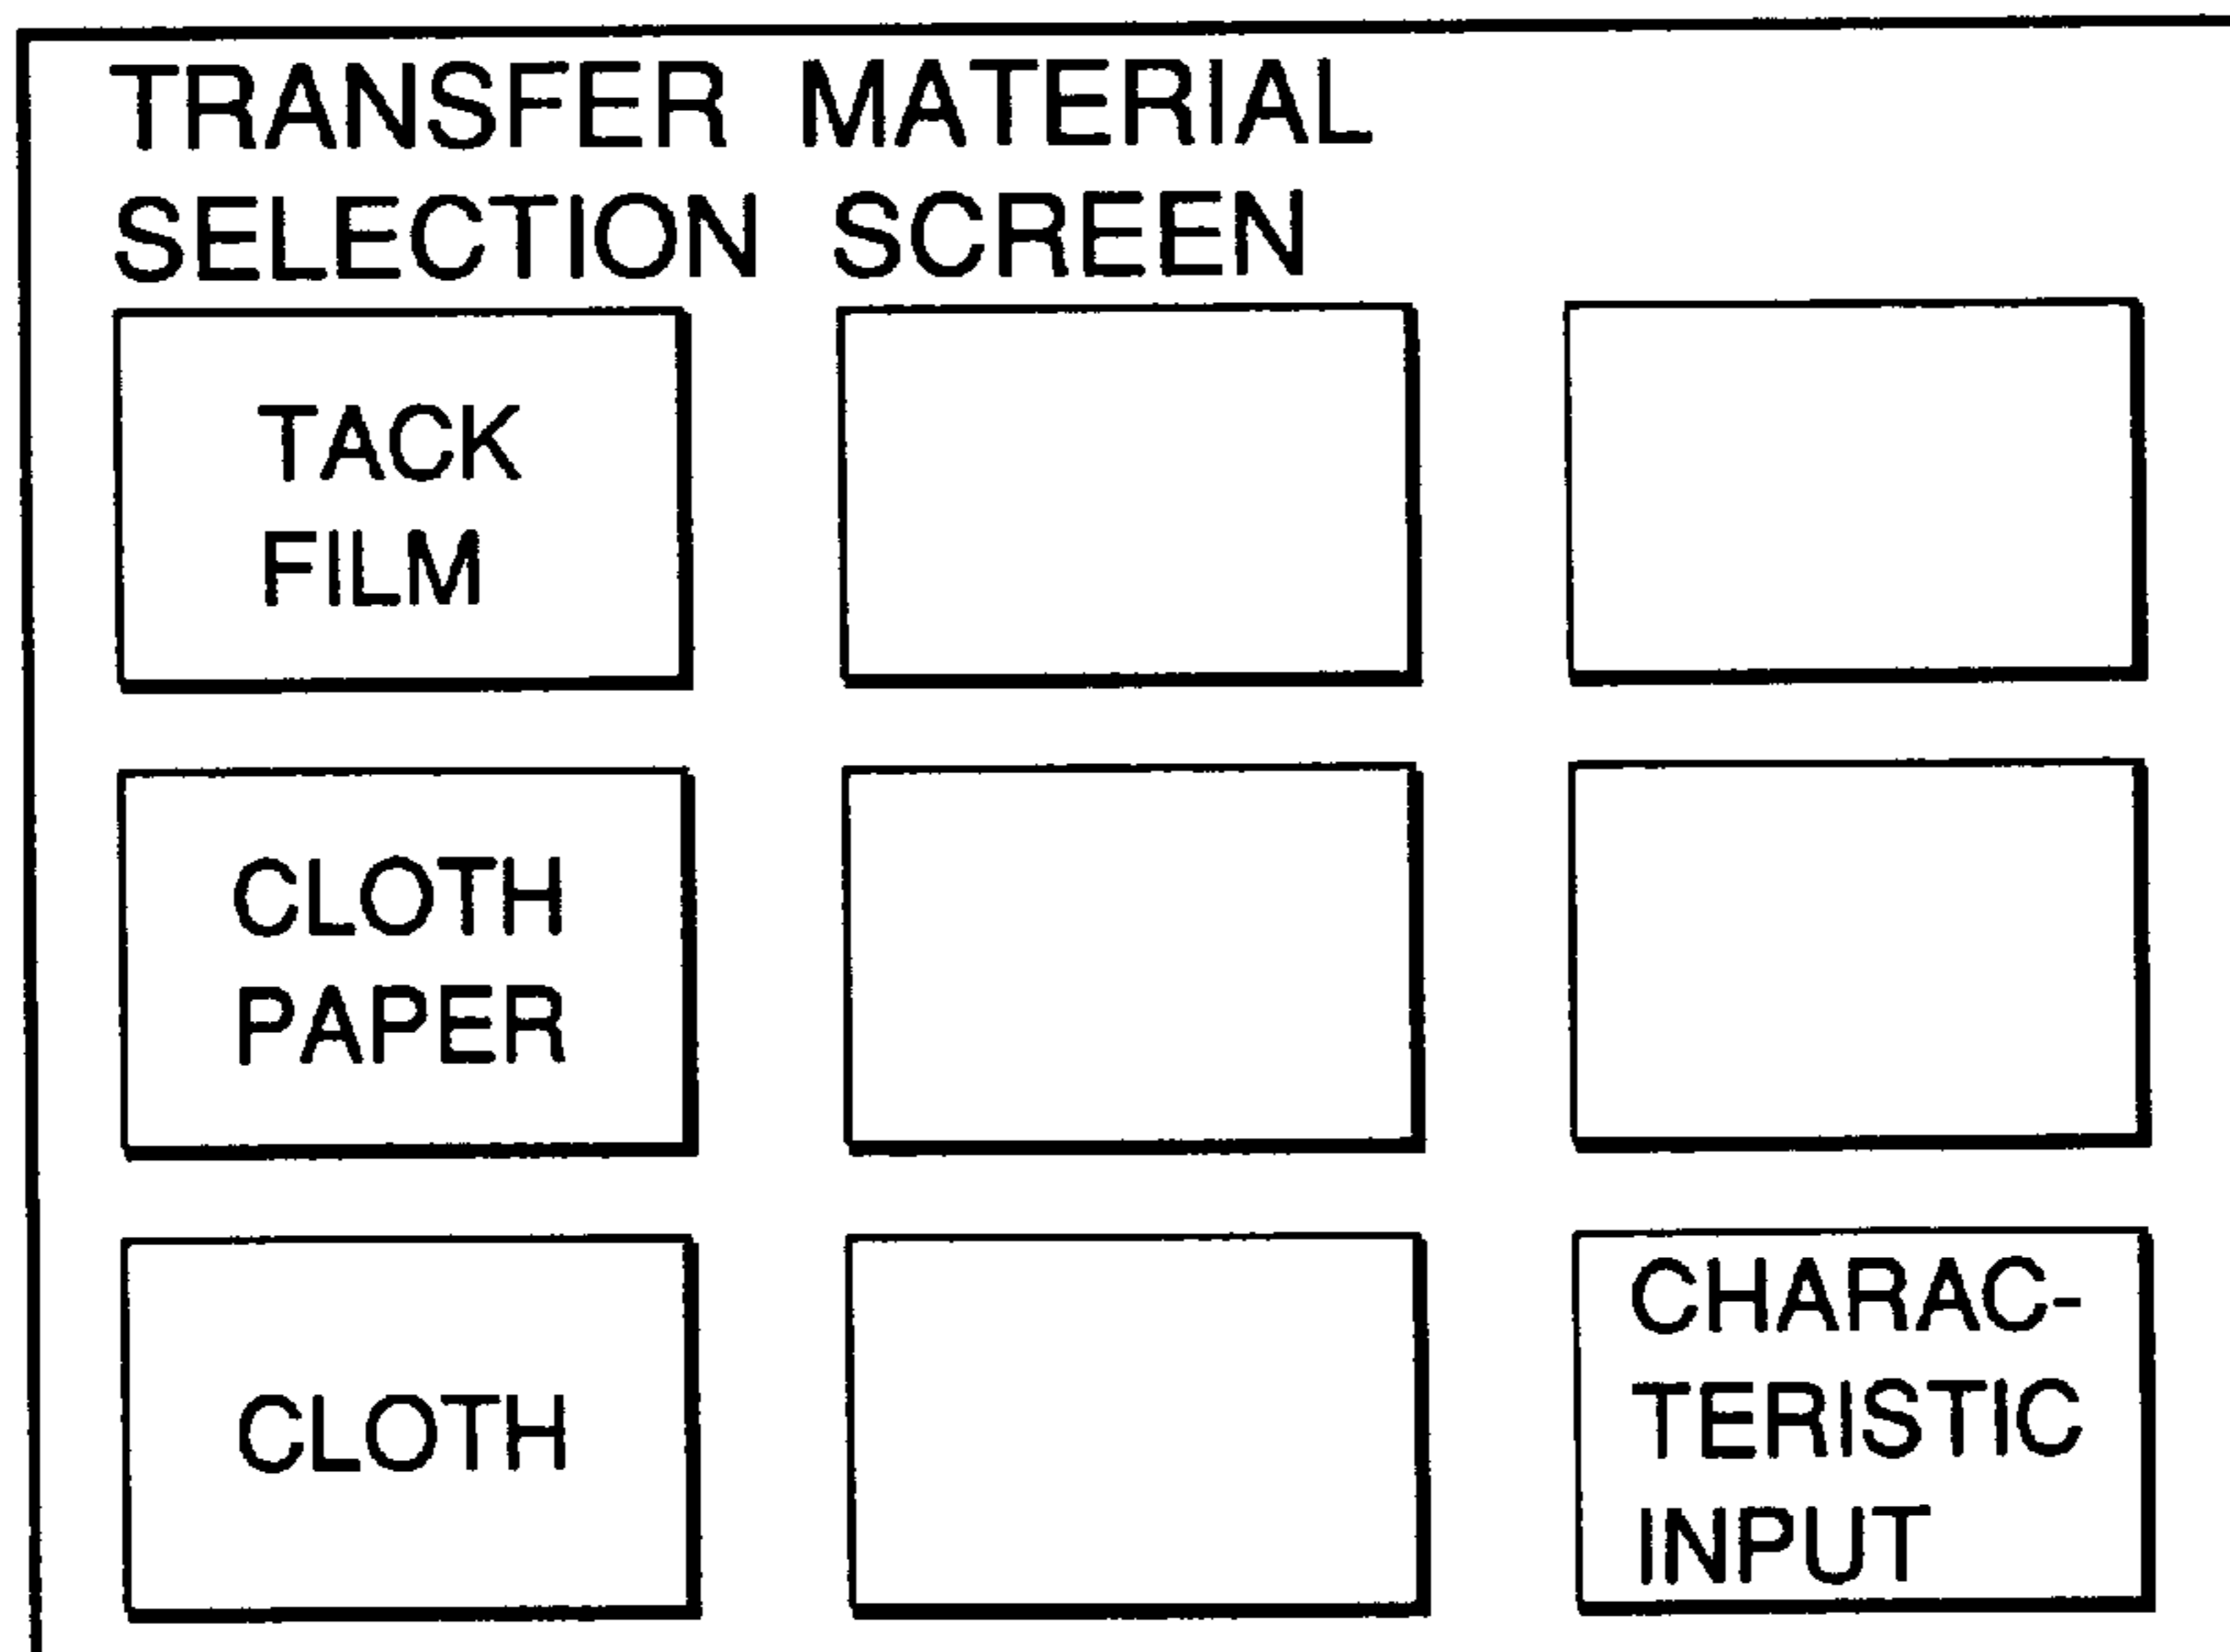 TRANSFER MATERIAL
SELECTION SCREEN
TACK
FILM
CLOTH
PAPER
CLOTH
CHARAC-
TERISTIC
INPUT